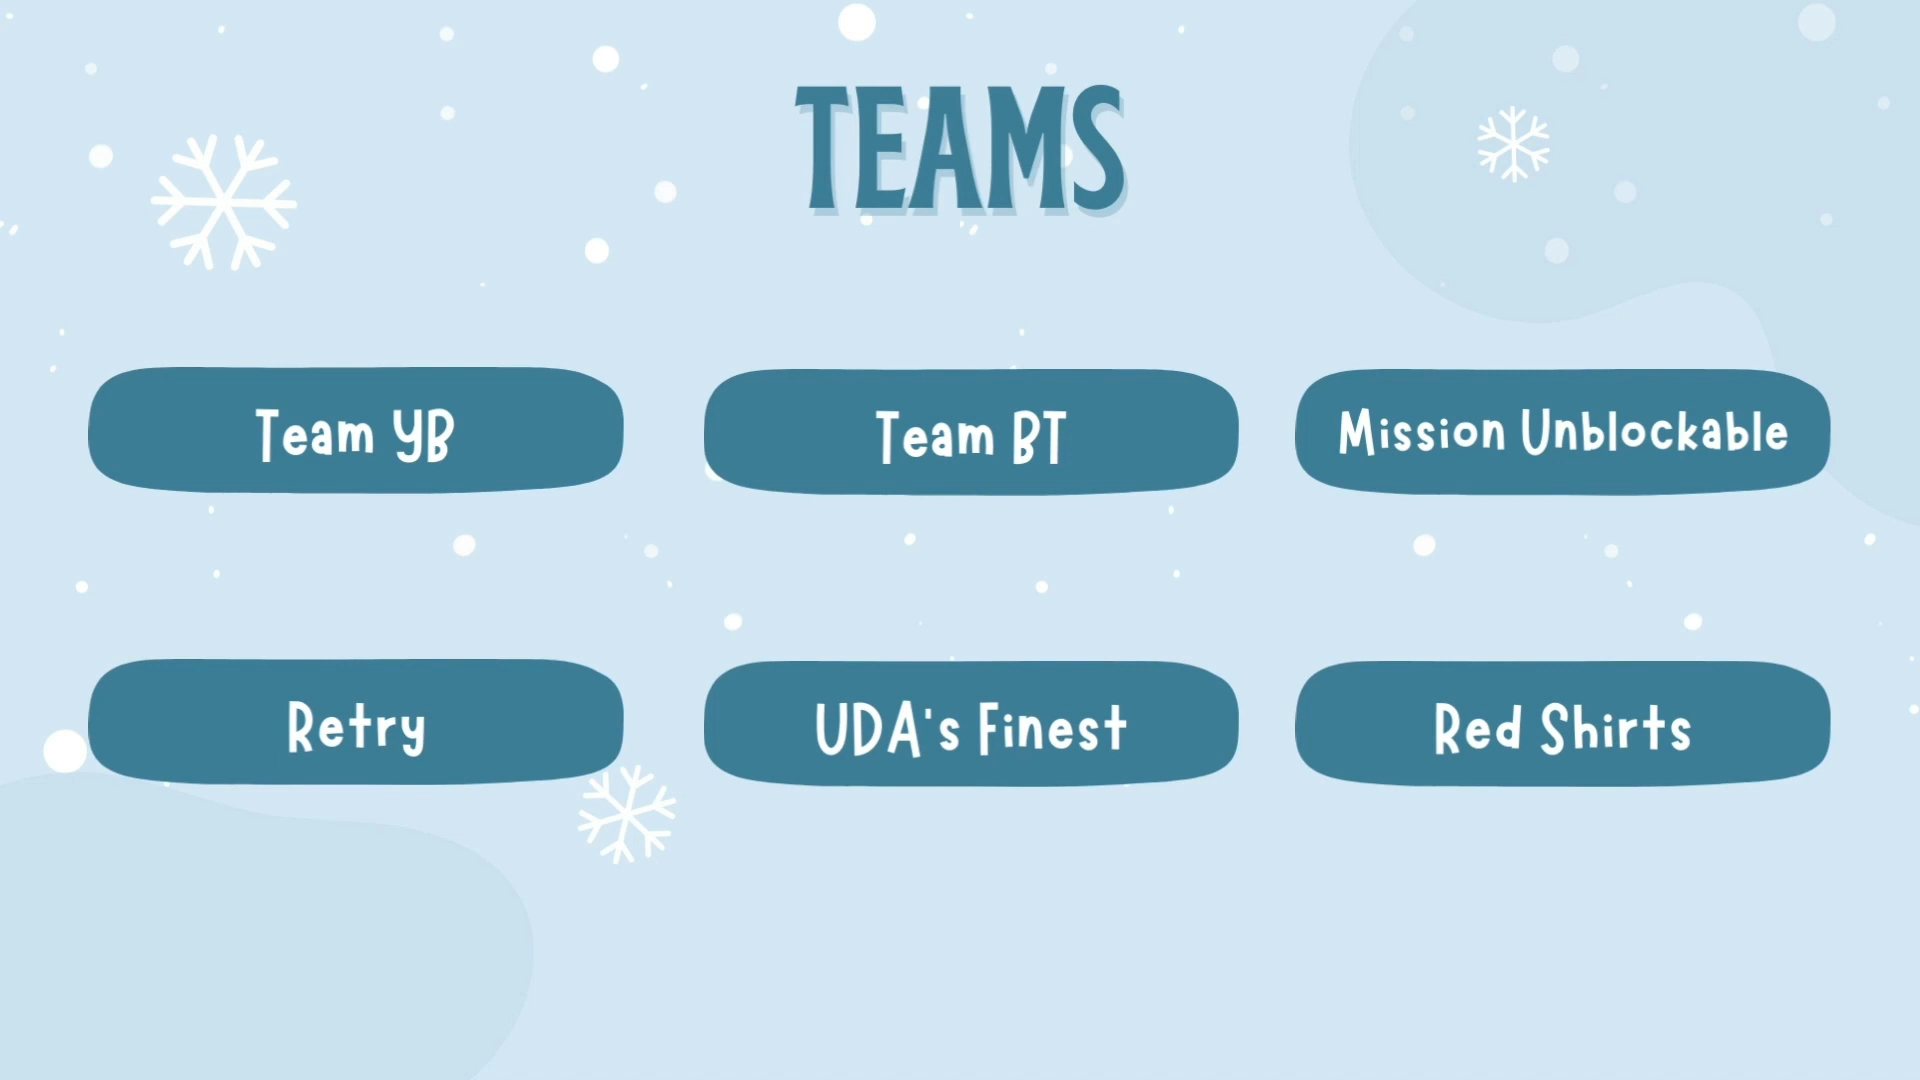 TEAMS
Team YB
Team BT
Mission Unblockable
Retry
UDA's Finest
Red Shirts